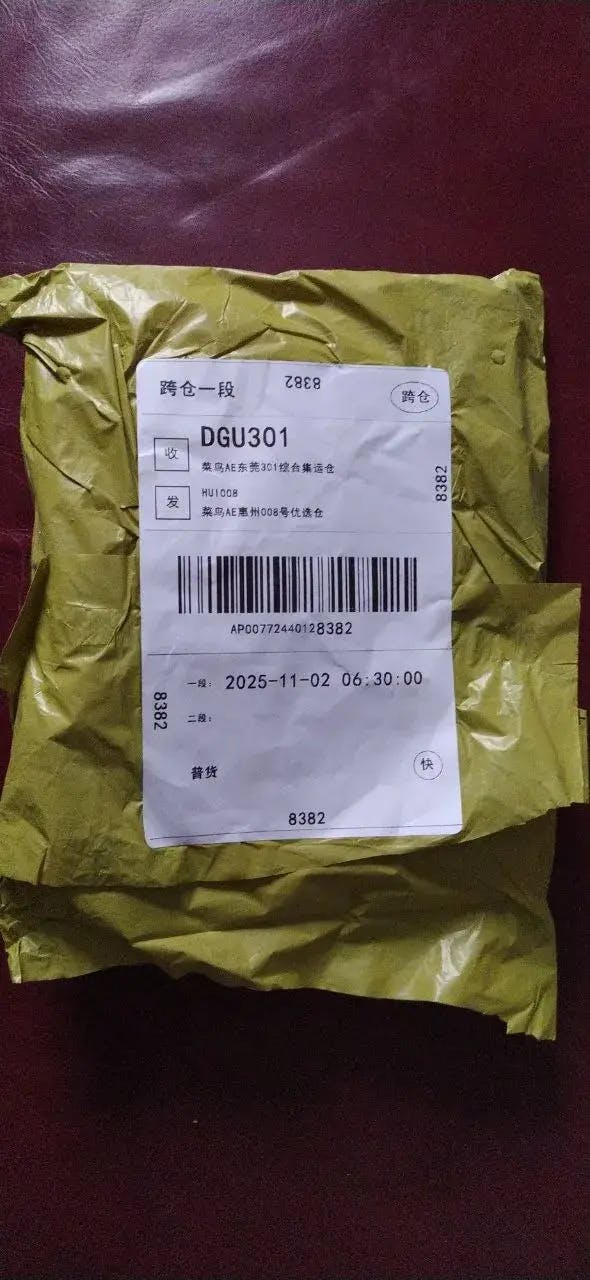 跨仓一段
8382
跨仓
收
DGU301
菜鸟AE东莞301综合集运仓
8382
发
HUI008
菜鸟AE惠州008号优选仓
AP00772440128382
一段: 2025-11-02 06:30:00
8382
二段:
普货
快
8382